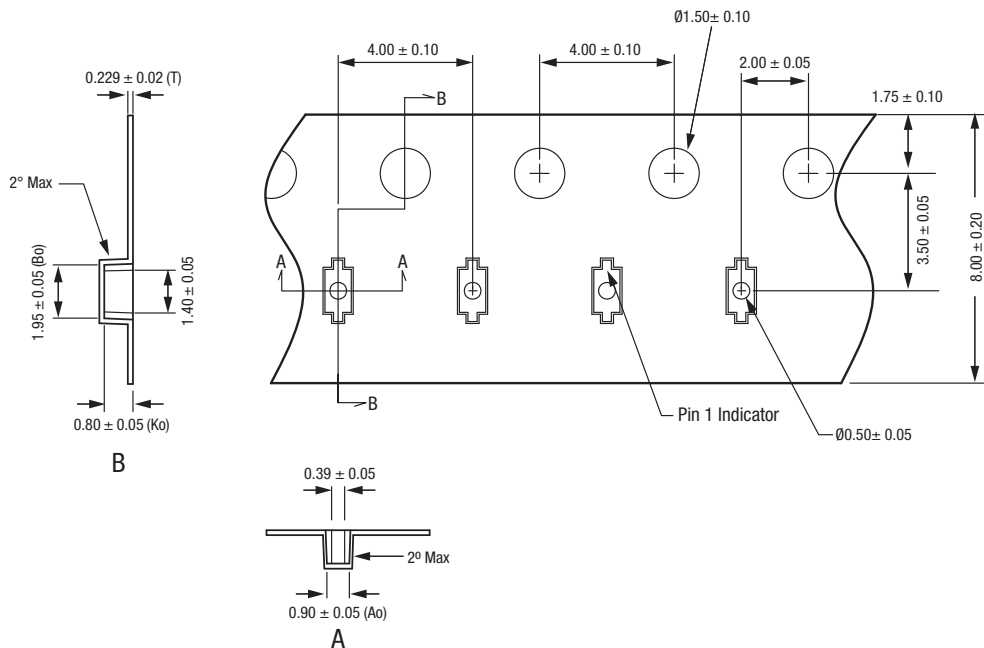 Ø1.50± 0.10
4.00 ± 0.10
4.00 ± 0.10
2.00 ± 0.05
0.229 ± 0.02 (T)
B
1.75 ± 0.10
2° Max
A
A
3.50 ± 0.05
8.00 ± 0.20
1.95 ± 0.05 (Bo)
1.40 ± 0.05
B
Pin 1 Indicator
0.80 ± 0.05 (Ko)
Ø0.50± 0.05
B
0.39 ± 0.05
2º Max
0.90 ± 0.05 (Ao)
A